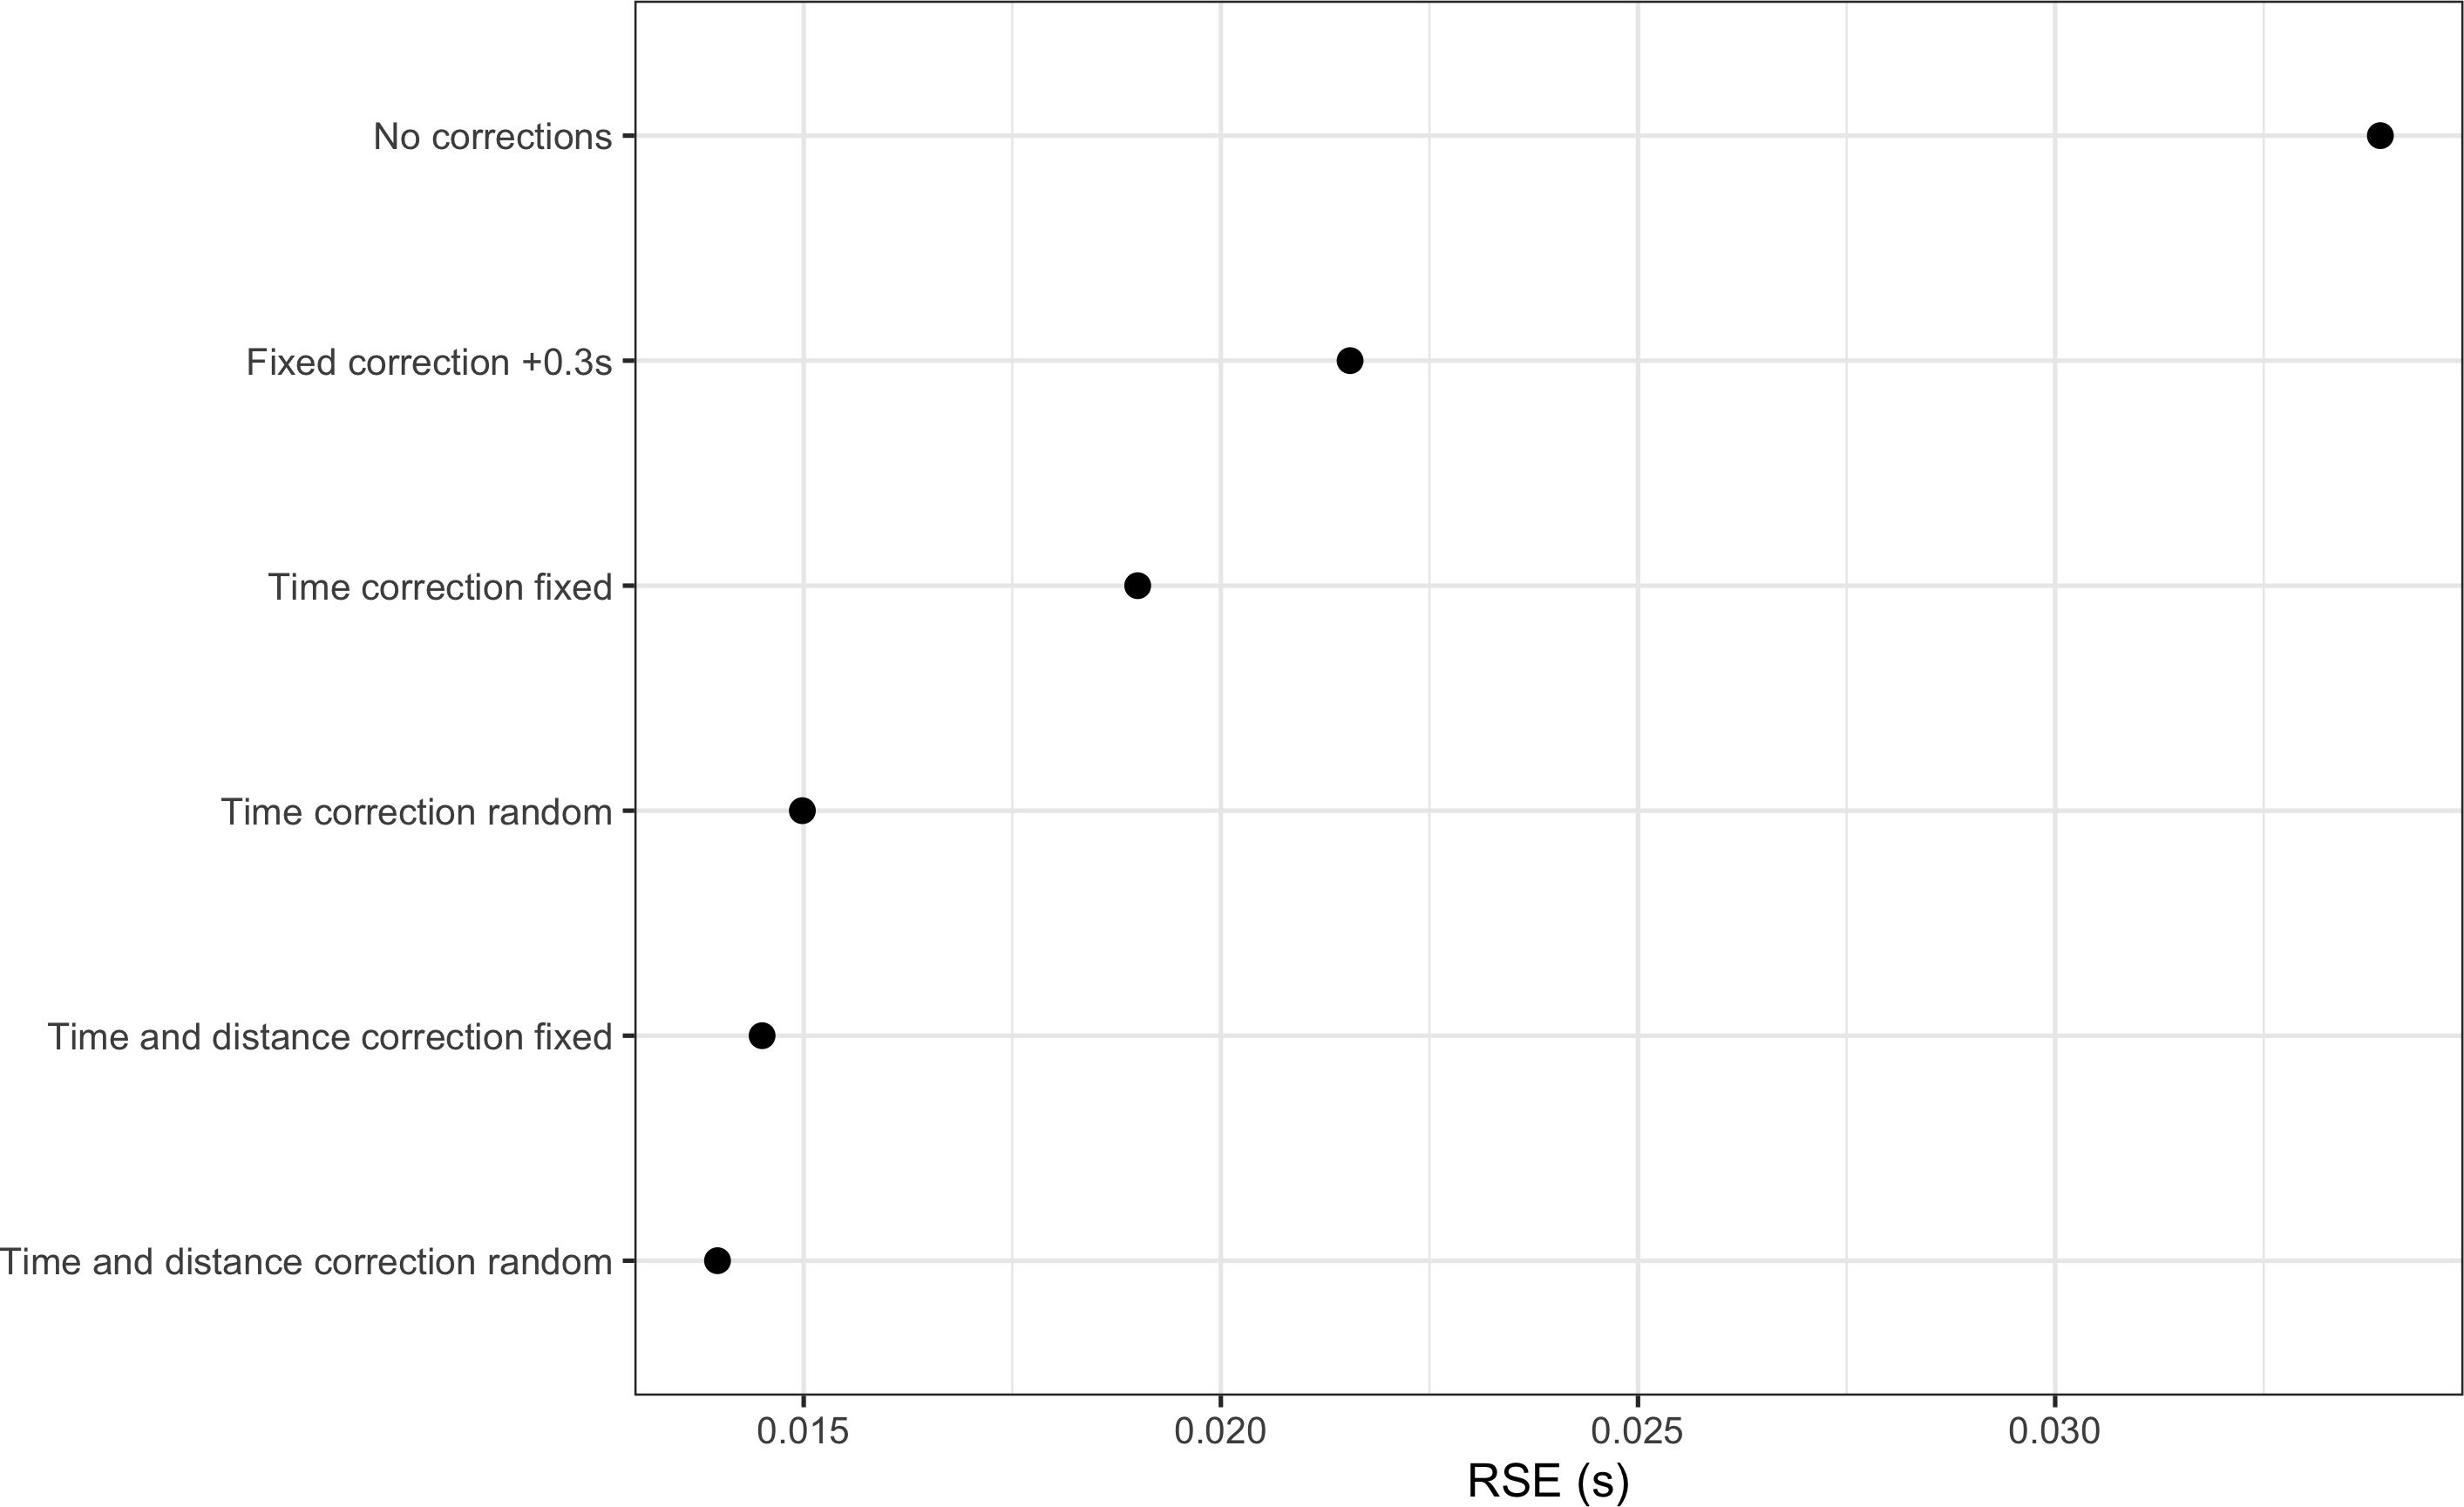 No corrections
Fixed correction +0.3s
Time correction fixed
Time correction random
Time and distance correction fixed
Time and distance correction random
0.015 0.020 0.025 0.030
RSE (s)